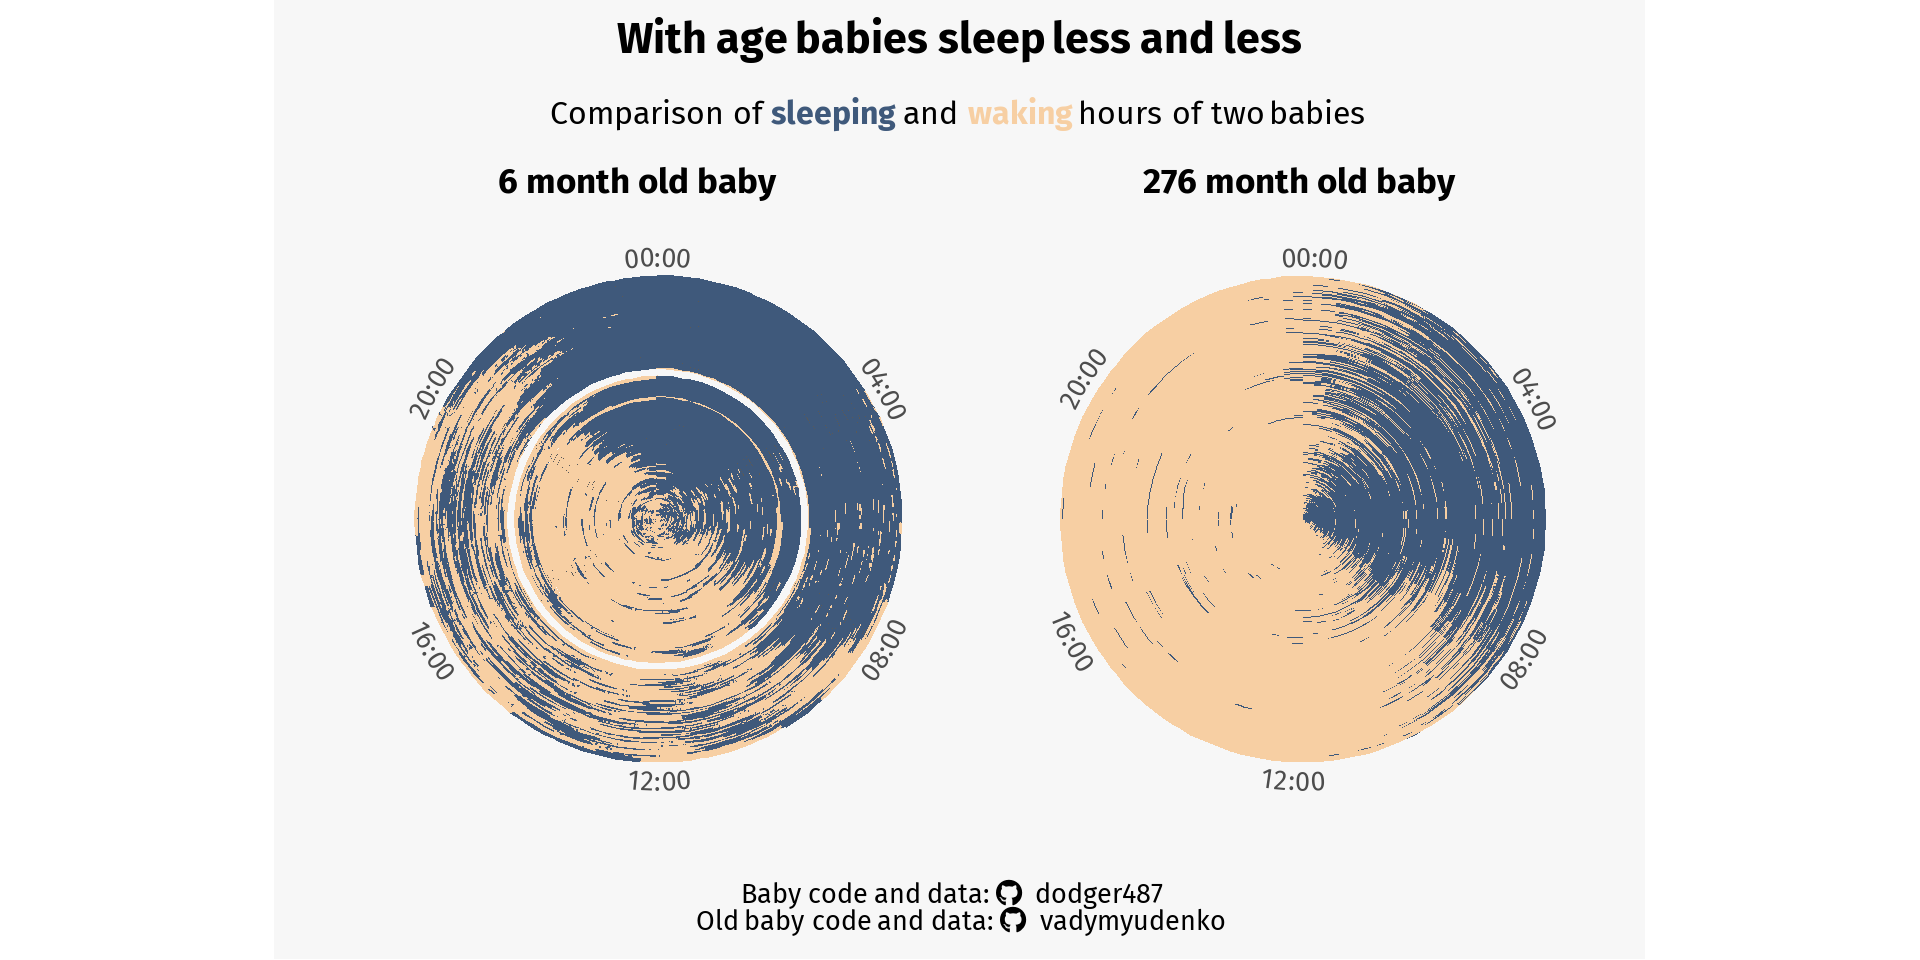 With age babies sleep less and less
Comparison of sleeping and waking hours of two babies
6 month old baby
276 month old baby
00:00
04:00
08:00
12:00
16:00
20:00
00:00
04:00
08:00
12:00
16:00
20:00
Baby code and data: dodger487
Old baby code and data: vadymyudenko